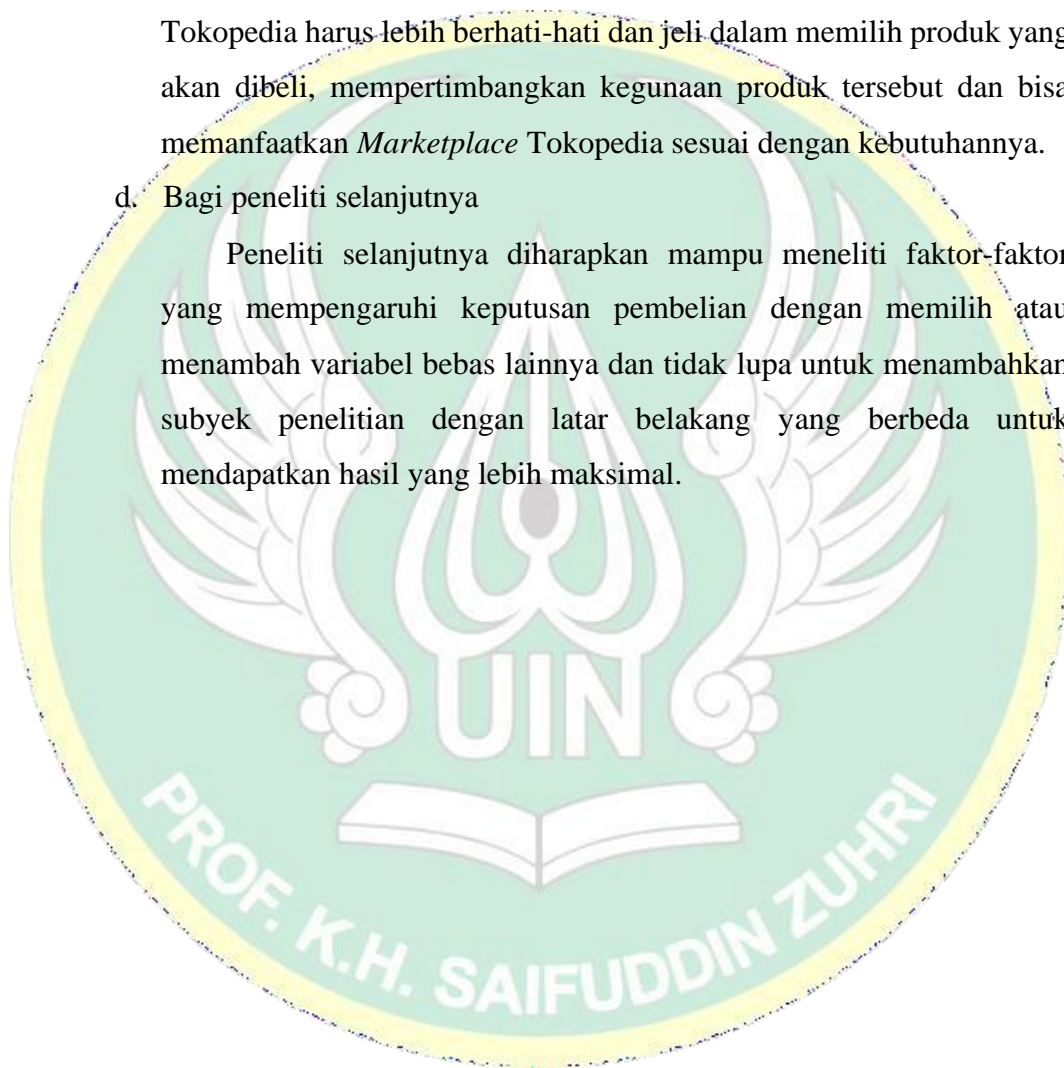 Tokopedia harus lebih berhati-hati dan jeli dalam memilih produk yang
akan dibeli, mempertimbangkan kegunaan produk tersebut dan bisa
memanfaatkan Marketplace Tokopedia sesuai dengan kebutuhannya.
d. Bagi peneliti selanjutnya
Peneliti selanjutnya diharapkan mampu meneliti faktor-faktor
yang mempengaruhi keputusan pembelian dengan memilih atau
menambah variabel bebas lainnya dan tidak lupa untuk menambahkan
subyek penelitian dengan latar belakang yang berbeda untuk
mendapatkan hasil yang lebih maksimal.
UIN
PROF. K.H. SAIFUDDIN ZUHRI